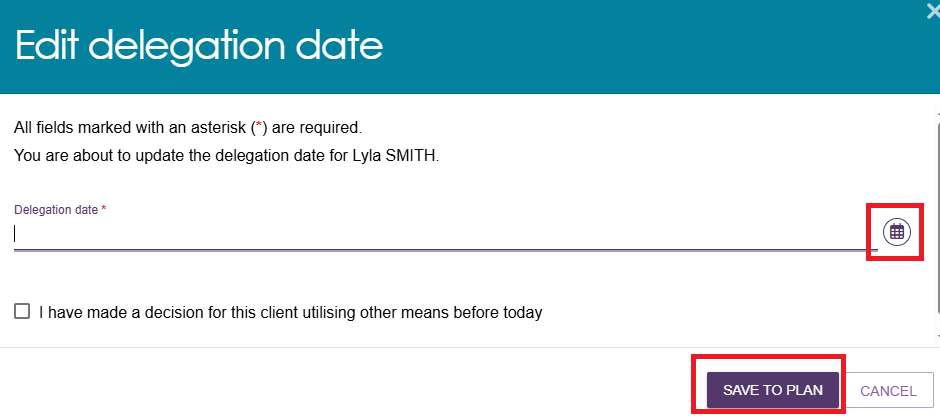 Edit delegation date
All fields marked with an asterisk (*) are required.
You are about to update the delegation date for Lyla SMITH.
Delegation date *
I have made a decision for this client utilising other means before today
SAVE TO PLAN
CANCEL